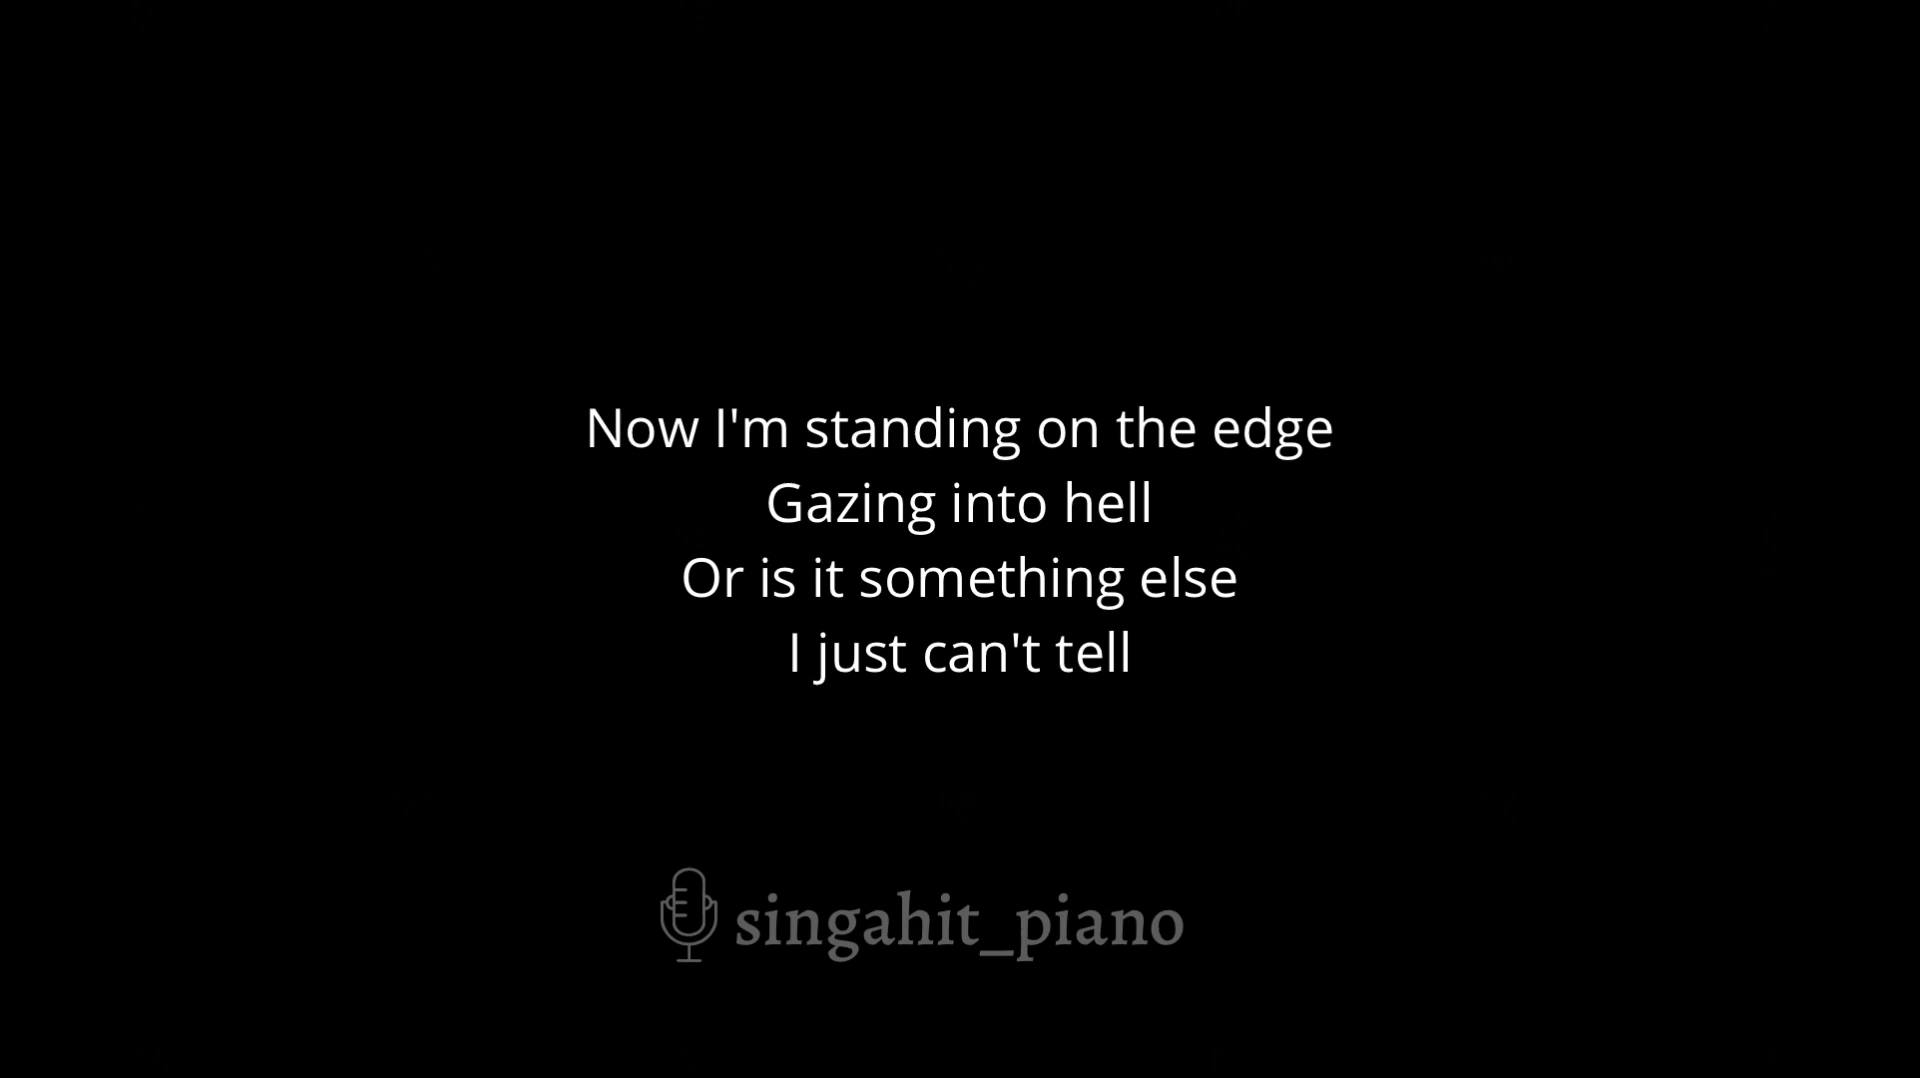 Now I'm standing on the edge
Gazing into hell
Or is it something else
I just can't tell
singahit_piano